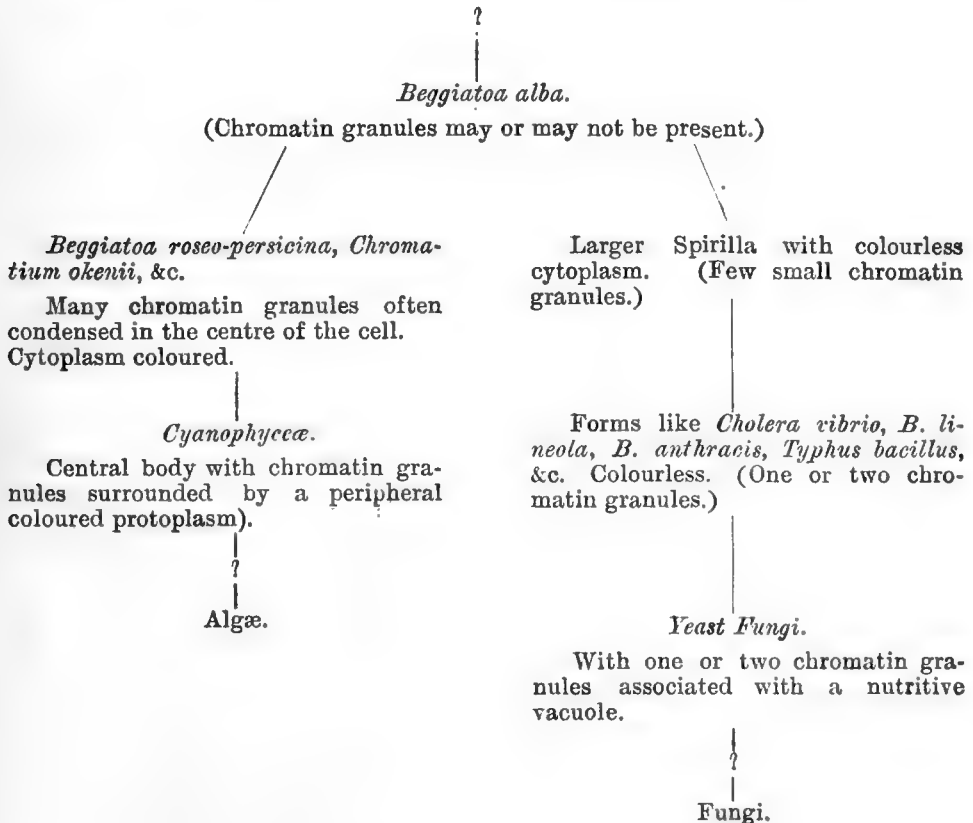 ?
Beggiatoa alba.
(Chromatin granules may or may not be present.)
Beggiatoa roseo-persicina, Chroma-
tium okenii, &c.
Many chromatin granules often
condensed in the centre of the cell.
Cytoplasm coloured.
Cyanophyceæ.
Central body with chromatin gra-
nules surrounded by a peripheral
coloured protoplasm).
?
Algæ.
Larger Spirilla with colourless
cytoplasm. (Few small chromatin
granules.)
Forms like Cholera vibrio, B. li-
neola, B. anthracis, Typhus bacillus,
&c. Colourless. (One or two chro-
matin granules.)
Yeast Fungi.
With one or two chromatin gra-
nules associated with a nutritive
vacuole.
?
Fungi.